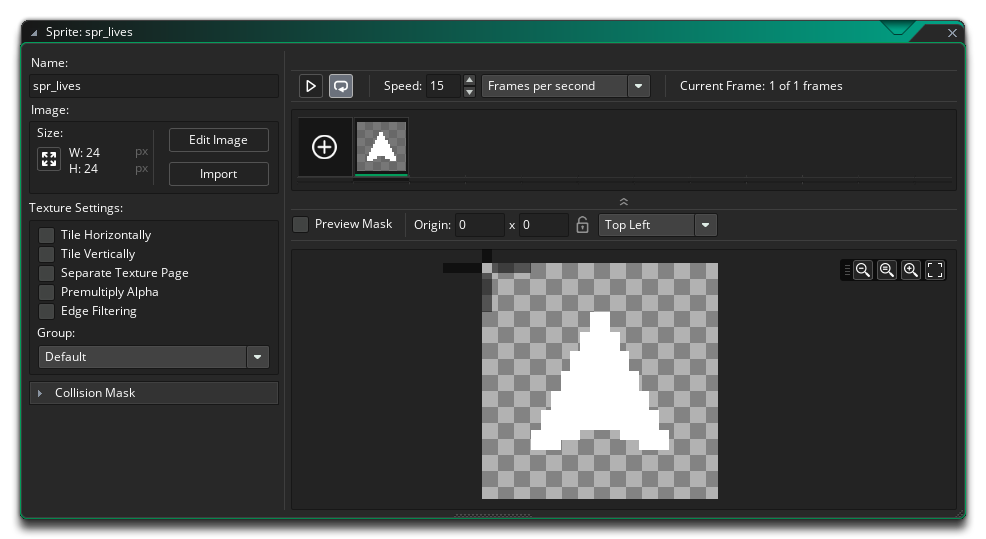 Sprite: spr_lives
Name:
spr_lives
Image:
Size:
W: 24 px
H: 24 px
Edit Image
Import
Texture Settings:
Tile Horizontally
Tile Vertically
Separate Texture Page
Premultiply Alpha
Edge Filtering
Group:
Default
Collision Mask
Speed: 15 Frames per second Current Frame: 1 of 1 frames
Preview Mask Origin: 0 x 0 Top Left